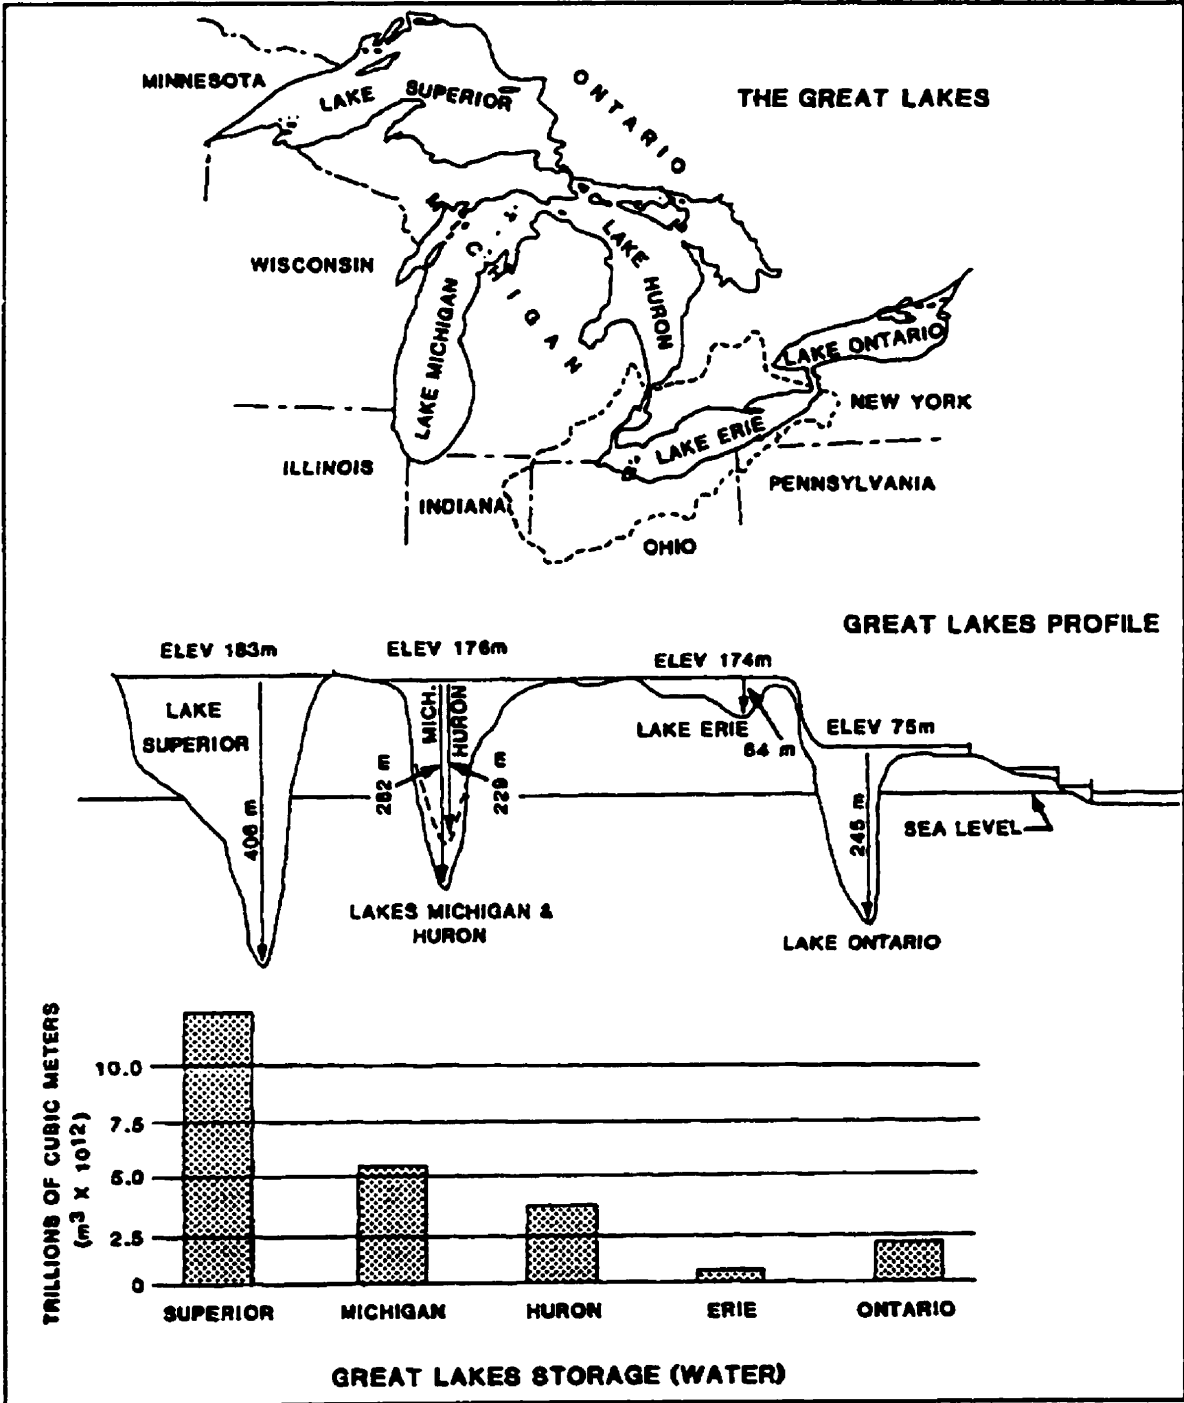 THE GREAT LAKES
MINNESOTA
LAKE SUPERIOR
ONTARIO
WISCONSIN
MICHIGAN
LAKE MICHIGAN
LAKE HURON
LAKE ONTARIO
NEW YORK
LAKE ERIE
ILLINOIS
INDIANA
PENNSYLVANIA
OHIO
GREAT LAKES PROFILE
ELEV 183m
ELEV 176m
ELEV 174m
ELEV 75m
LAKE
SUPERIOR
MICH.
HURON
LAKE ERIE
64 m
406 m
282 m
229 m
245 m
SEA LEVEL
LAKES MICHIGAN &
HURON
LAKE ONTARIO
TRILLIONS OF CUBIC METERS
(m³ X 10¹²)
10.0
7.5
5.0
2.5
0
SUPERIOR
MICHIGAN
HURON
ERIE
ONTARIO
GREAT LAKES STORAGE (WATER)